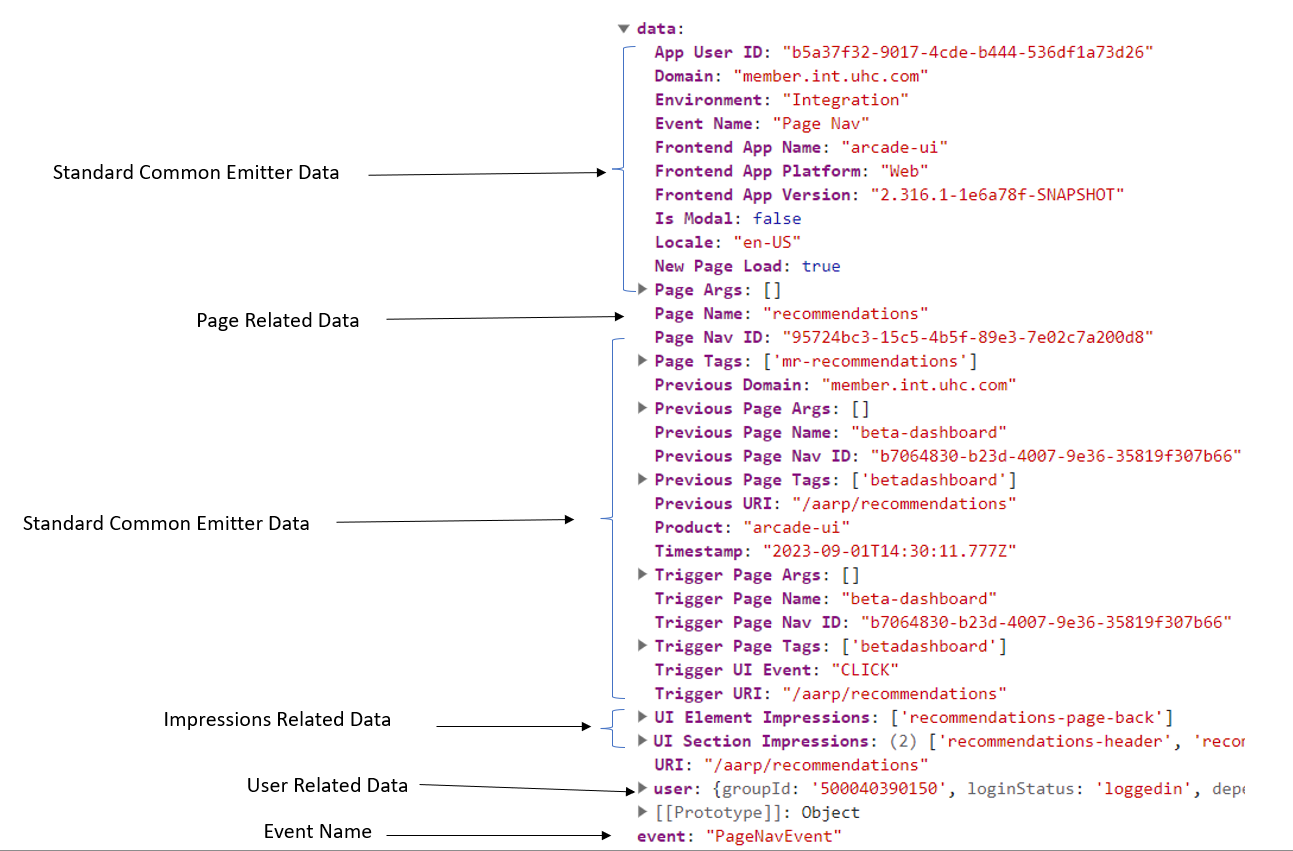 data:
App User ID: "b5a37f32-9017-4cde-b444-536df1a73d26"
Domain: "member.int.uhc.com"
Environment: "Integration"
Event Name: "Page Nav"
Frontend App Name: "arcade-ui"
Standard Common Emitter Data
Frontend App Platform: "Web"
Frontend App Version: "2.316.1-1e6a78f-SNAPSHOT"
Is Modal: false
Locale: "en-US"
New Page Load: true
Page Args: []
Page Related Data
Page Name: "recommendations"
Page Nav ID: "95724bc3-15c5-4b5f-89e3-7e02c7a200d8"
Page Tags: ['mr-recommendations']
Previous Domain: "member.int.uhc.com"
Previous Page Args: []
Previous Page Name: "beta-dashboard"
Previous Page Nav ID: "b7064830-b23d-4007-9e36-35819f307b66"
Previous Page Tags: ['betadashboard']
Previous URI: "/aarp/recommendations"
Standard Common Emitter Data
Product: "arcade-ui"
Timestamp: "2023-09-01T14:30:11.777Z"
Trigger Page Args: []
Trigger Page Name: "beta-dashboard"
Trigger Page Nav ID: "b7064830-b23d-4007-9e36-35819f307b66"
Trigger Page Tags: ['betadashboard']
Trigger UI Event: "CLICK"
Trigger URI: "/aarp/recommendations"
Impressions Related Data
UI Element Impressions: ['recommendations-page-back']
UI Section Impressions: (2) ['recommendations-header', 'recom
URI: "/aarp/recommendations"
User Related Data
user: {groupId: '500040390150', loginStatus: 'loggedin', depe
[[Prototype]]: Object
Event Name
event: "PageNavEvent"